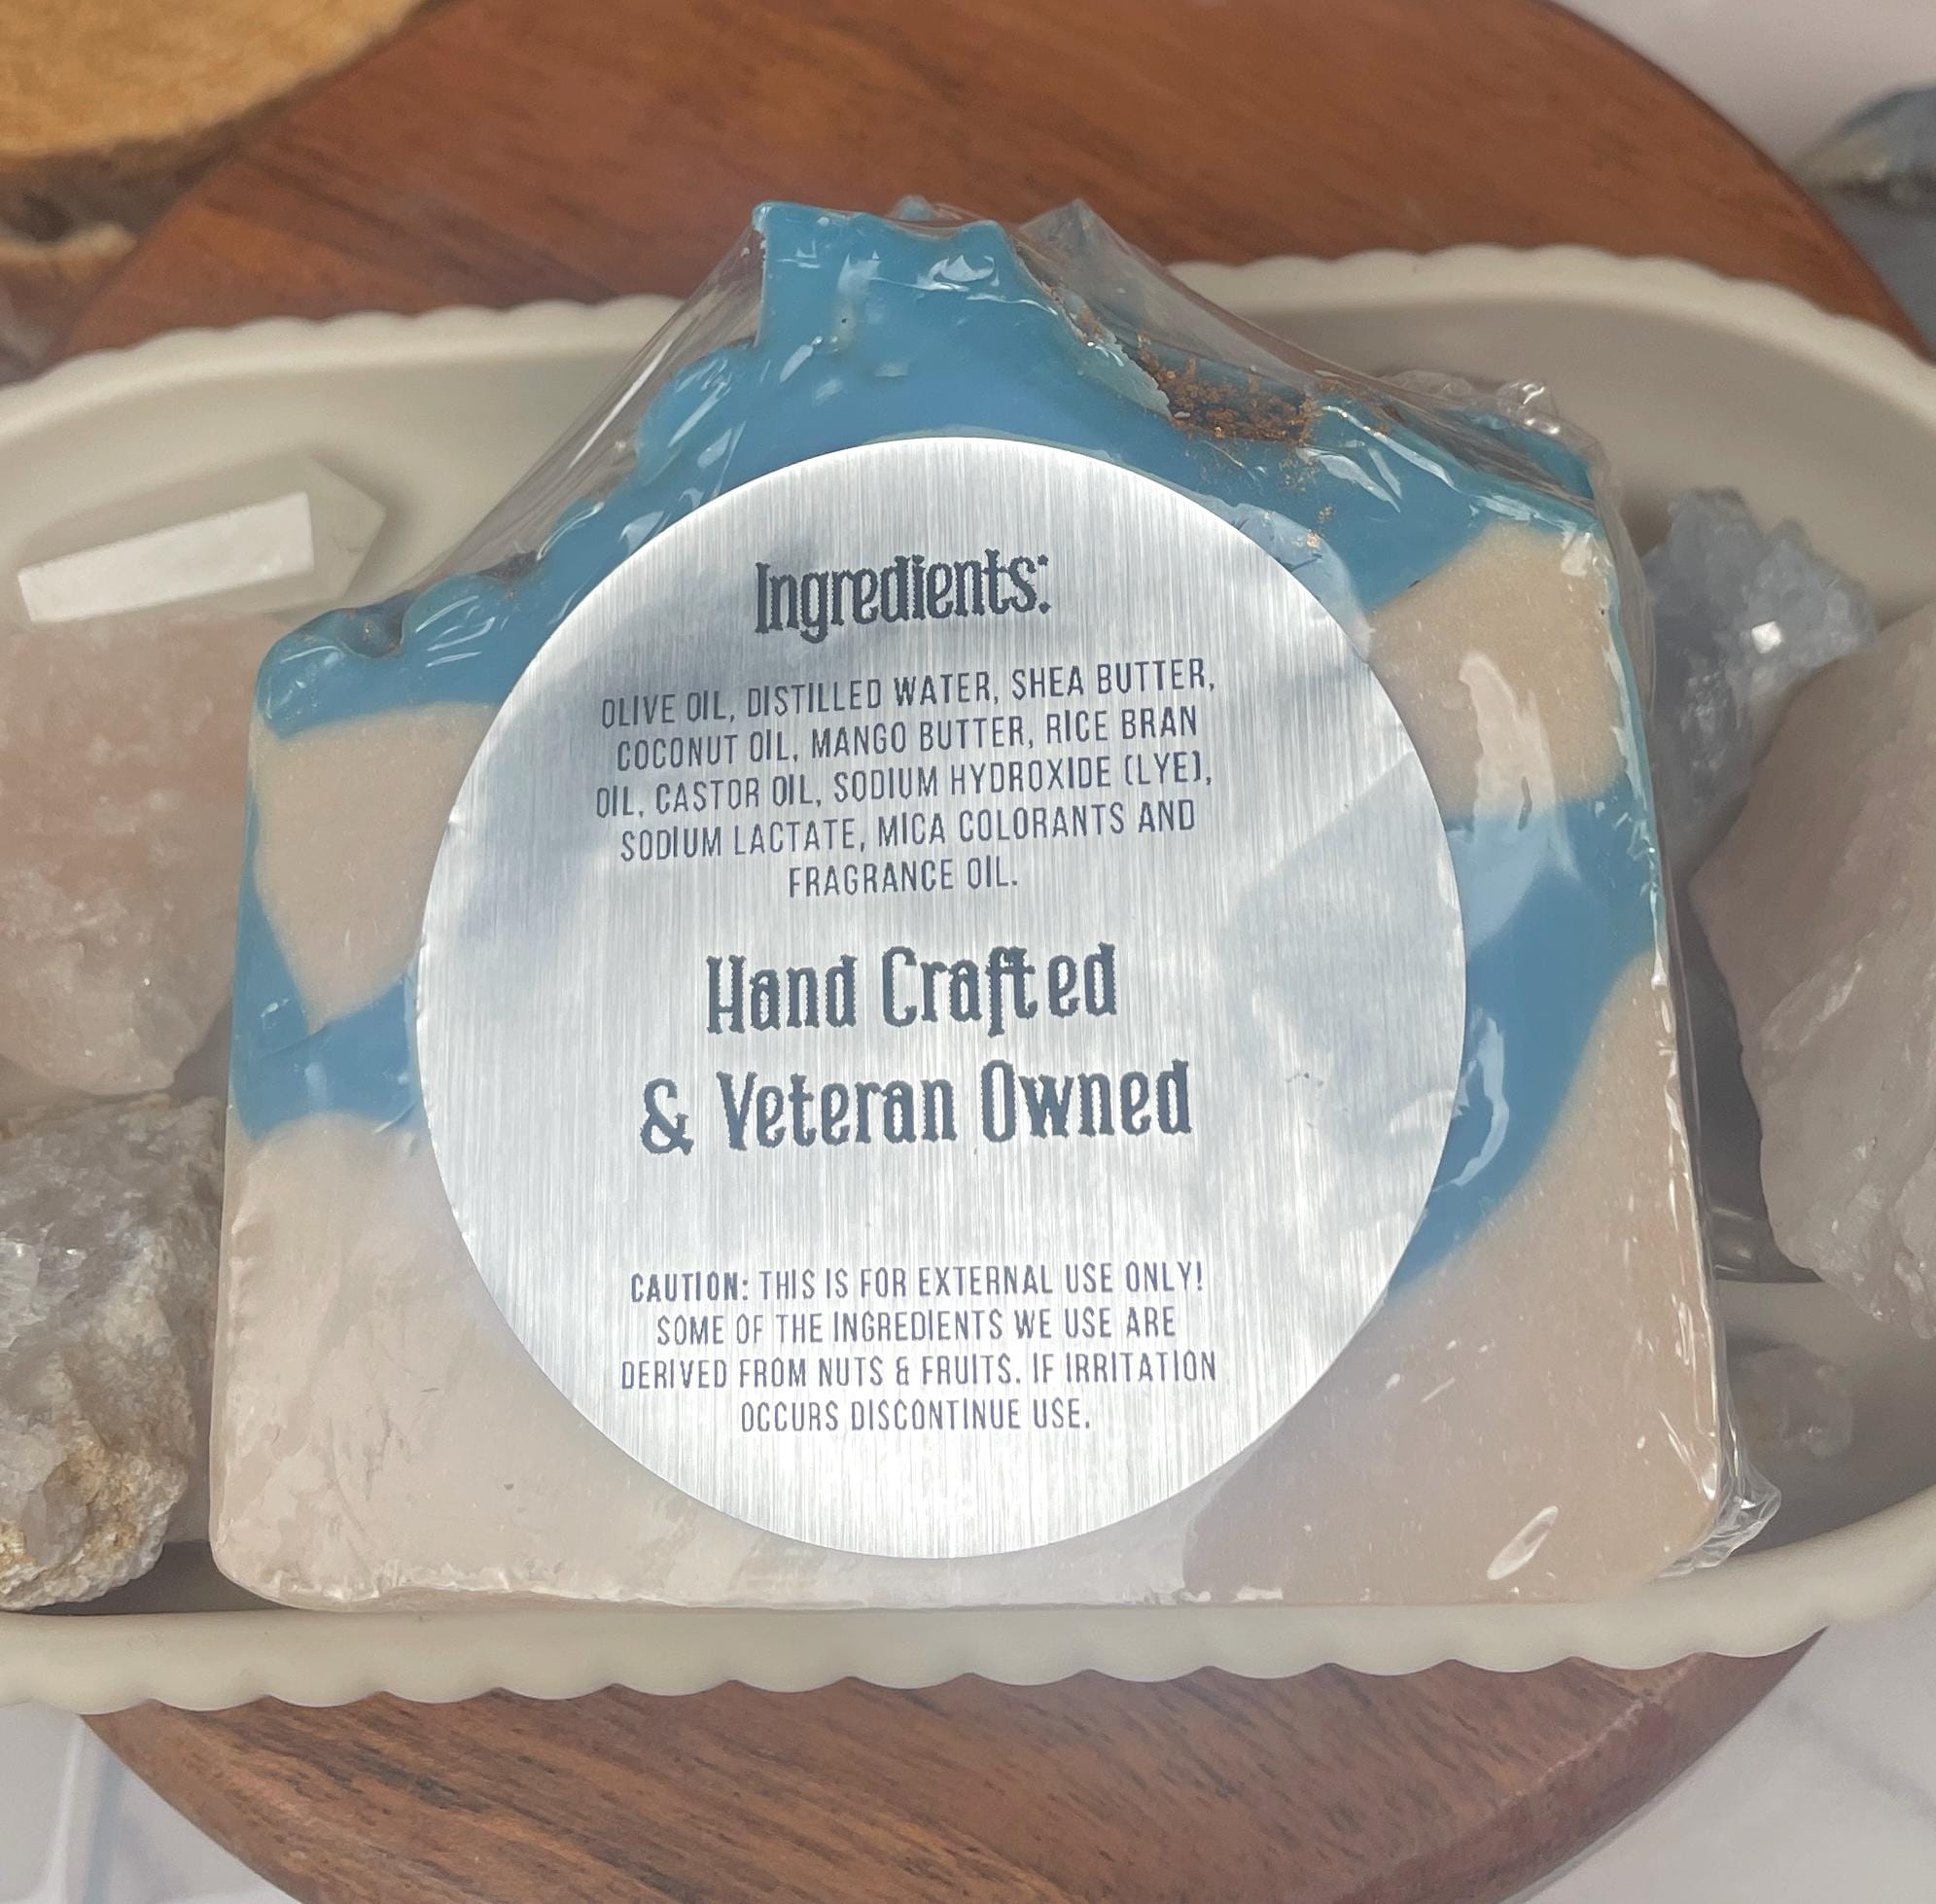 Ingredients:
OLIVE OIL, DISTILLED WATER, SHEA BUTTER,
COCONUT OIL, MANGO BUTTER, RICE BRAN
OIL, CASTOR OIL, SODIUM HYDROXIDE (LYE),
SODIUM LACTATE, MICA COLORANTS AND
FRAGRANCE OIL.
Hand Crafted
& Veteran Owned
CAUTION: THIS IS FOR EXTERNAL USE ONLY!
SOME OF THE INGREDIENTS WE USE ARE
DERIVED FROM NUTS & FRUITS. IF IRRITATION
OCCURS DISCONTINUE USE.